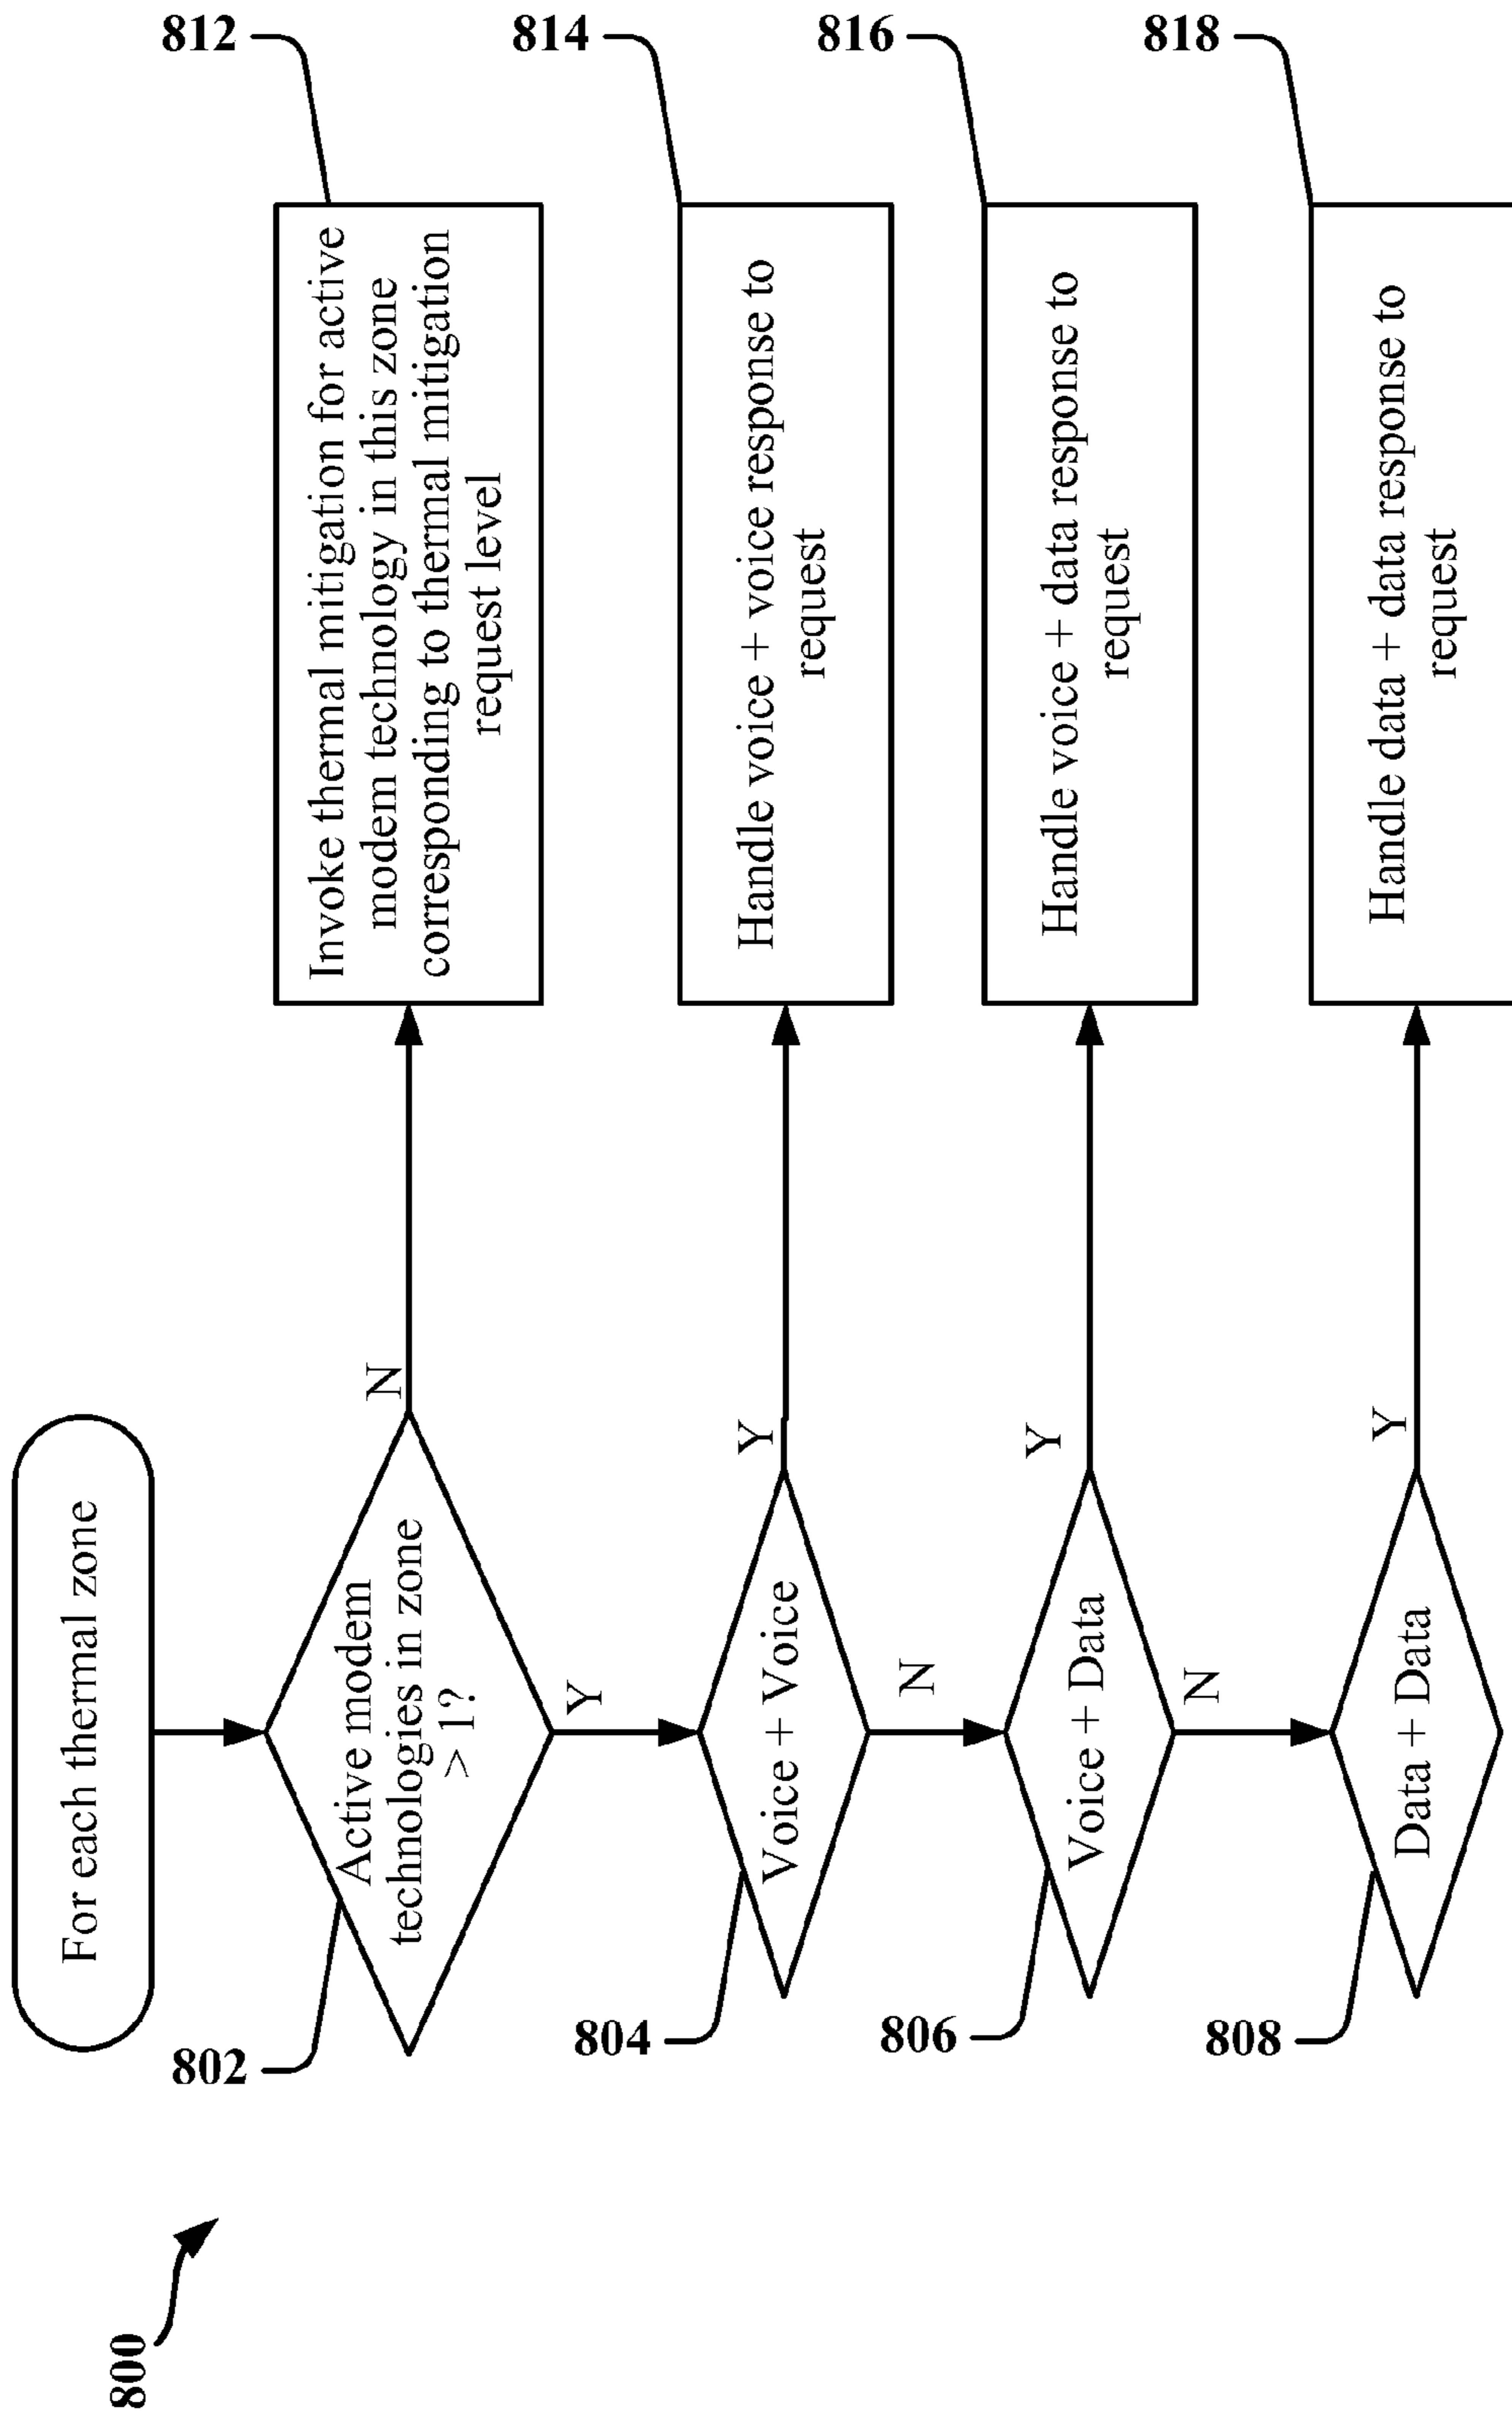 800
For each thermal zone
802
Active modem
technologies in zone
> 1?
N
Y
812
Invoke thermal mitigation for active
modem technology in this zone
corresponding to thermal mitigation
request level
804
Voice + Voice
Y
N
814
Handle voice + voice response to
request
806
Voice + Data
Y
N
816
Handle voice + data response to
request
808
Data + Data
Y
818
Handle data + data response to
request